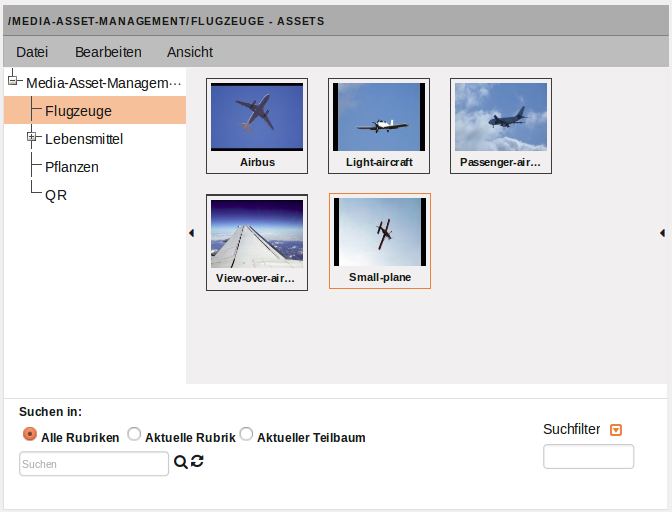 /MEDIA-ASSET-MANAGEMENT/FLUGZEUGE - ASSETS
Datei Bearbeiten Ansicht
Media-Asset-Managem···
Flugzeuge
Lebensmittel
Pflanzen
QR
Airbus Light-aircraft Passenger-air...
View-over-air... Small-plane
Suchen in:
Alle Rubriken Aktuelle Rubrik Aktueller Teilbaum
Suchfilter
Suchen